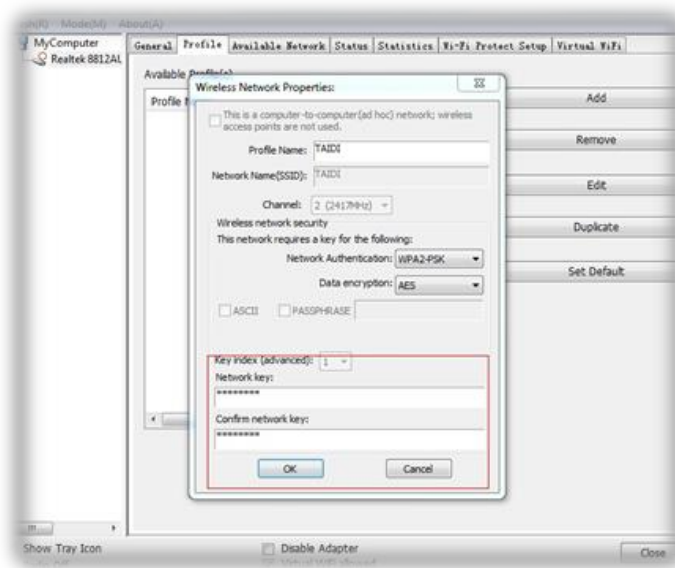 Mode(M) About(A)
MyComputer
Realtek 8812AL
General Profile Available Network Status Statistics Wi-Fi Protect Setup Virtual WiFi
Available
Profile
Add
Remove
Edit
Duplicate
Set Default
Wireless Network Properties:
This is a computer-to-computer(ad hoc) network; wireless
access points are not used.
Profile Name: TAIDI
Network Name(SSID): TAIDI
Channel: 2 (2417MHz)
Wireless network security
This network requires a key for the following:
Network Authentication: WPA2-PSK
Data encryption: AES
ASCII PASSPHRASE
Key index (advanced): 1
Network key:
********
Confirm network key:
********
OK Cancel
Show Tray Icon
Disable Adapter
Close